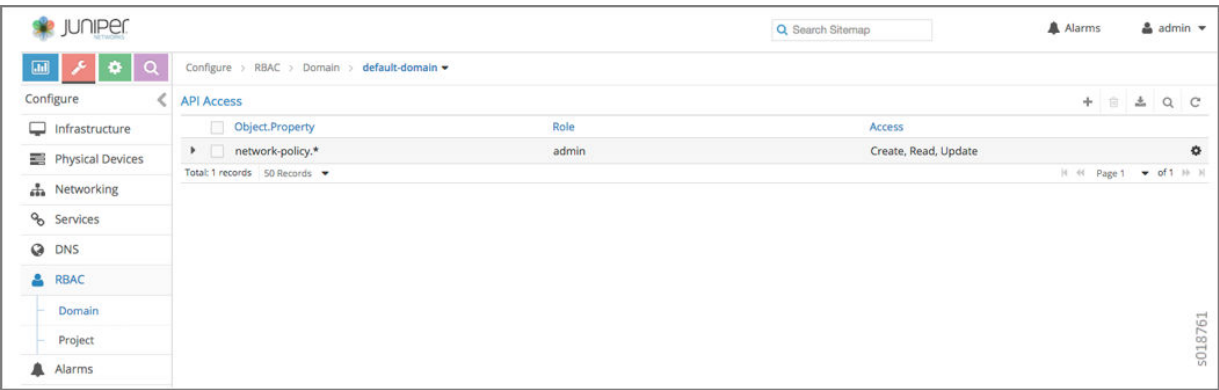 JUNIPER
NETWORKS
Search Sitemap
Alarms
admin
Configure > RBAC > Domain > default-domain
Configure
API Access
Object.Property Role Access
Infrastructure
network-policy.* admin Create, Read, Update
Physical Devices
Total: 1 records 50 Records Page 1 of 1
Networking
Services
DNS
RBAC
Domain
Project
Alarms
s018761